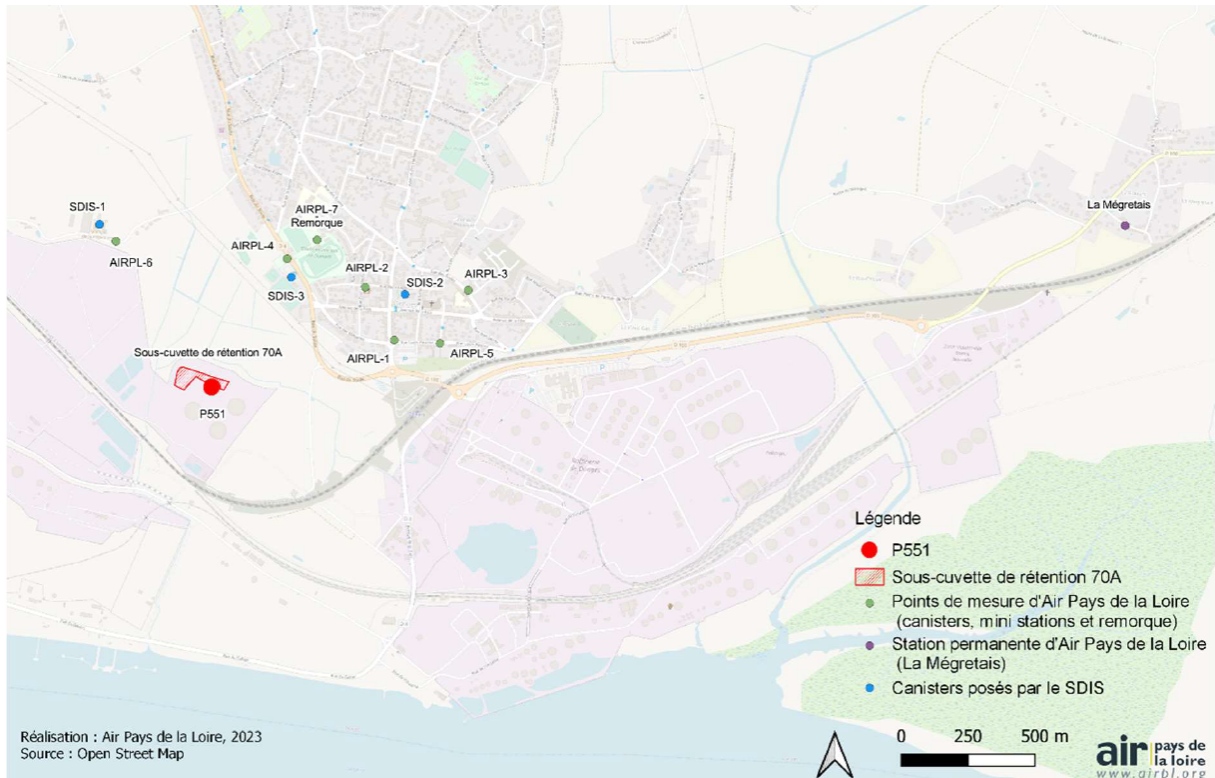 La Mégretais
SDIS-1
AIRPL-7
Remorque
AIRPL-4
AIRPL-6
AIRPL-2
AIRPL-3
SDIS-2
SDIS-3
AIRPL-1
AIRPL-5
Sous-cuvette de rétention 70A
P551
Raffinerie
de Donges
Légende
P551
Sous-cuvette de rétention 70A
Points de mesure d'Air Pays de la Loire
(canisters, mini stations et remorque)
Station permanente d'Air Pays de la Loire
(La Mégretais)
Canisters posés par le SDIS
Réalisation : Air Pays de la Loire, 2023
Source : Open Street Map
0 250 500 m
air pays de
la loire
www.airpl.org